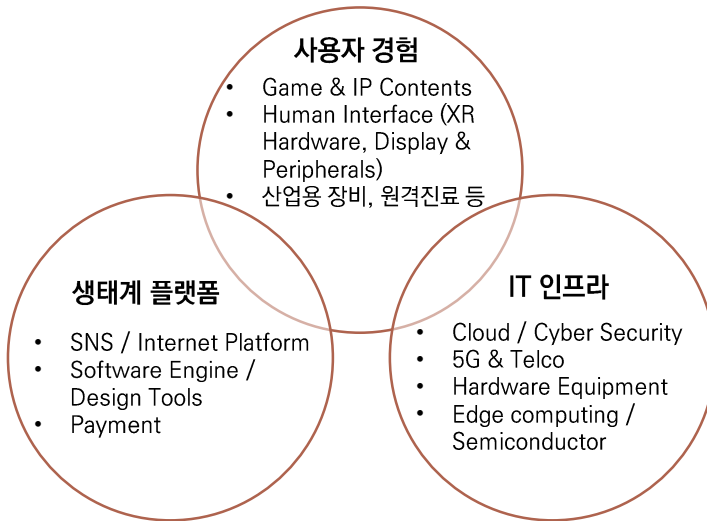 사용자 경험
• Game & IP Contents
• Human Interface (XR
Hardware, Display &
Peripherals)
• 산업용 장비, 원격진료 등
생태계 플랫폼
• SNS / Internet Platform
• Software Engine /
Design Tools
• Payment
IT 인프라
• Cloud / Cyber Security
• 5G & Telco
• Hardware Equipment
• Edge computing /
Semiconductor